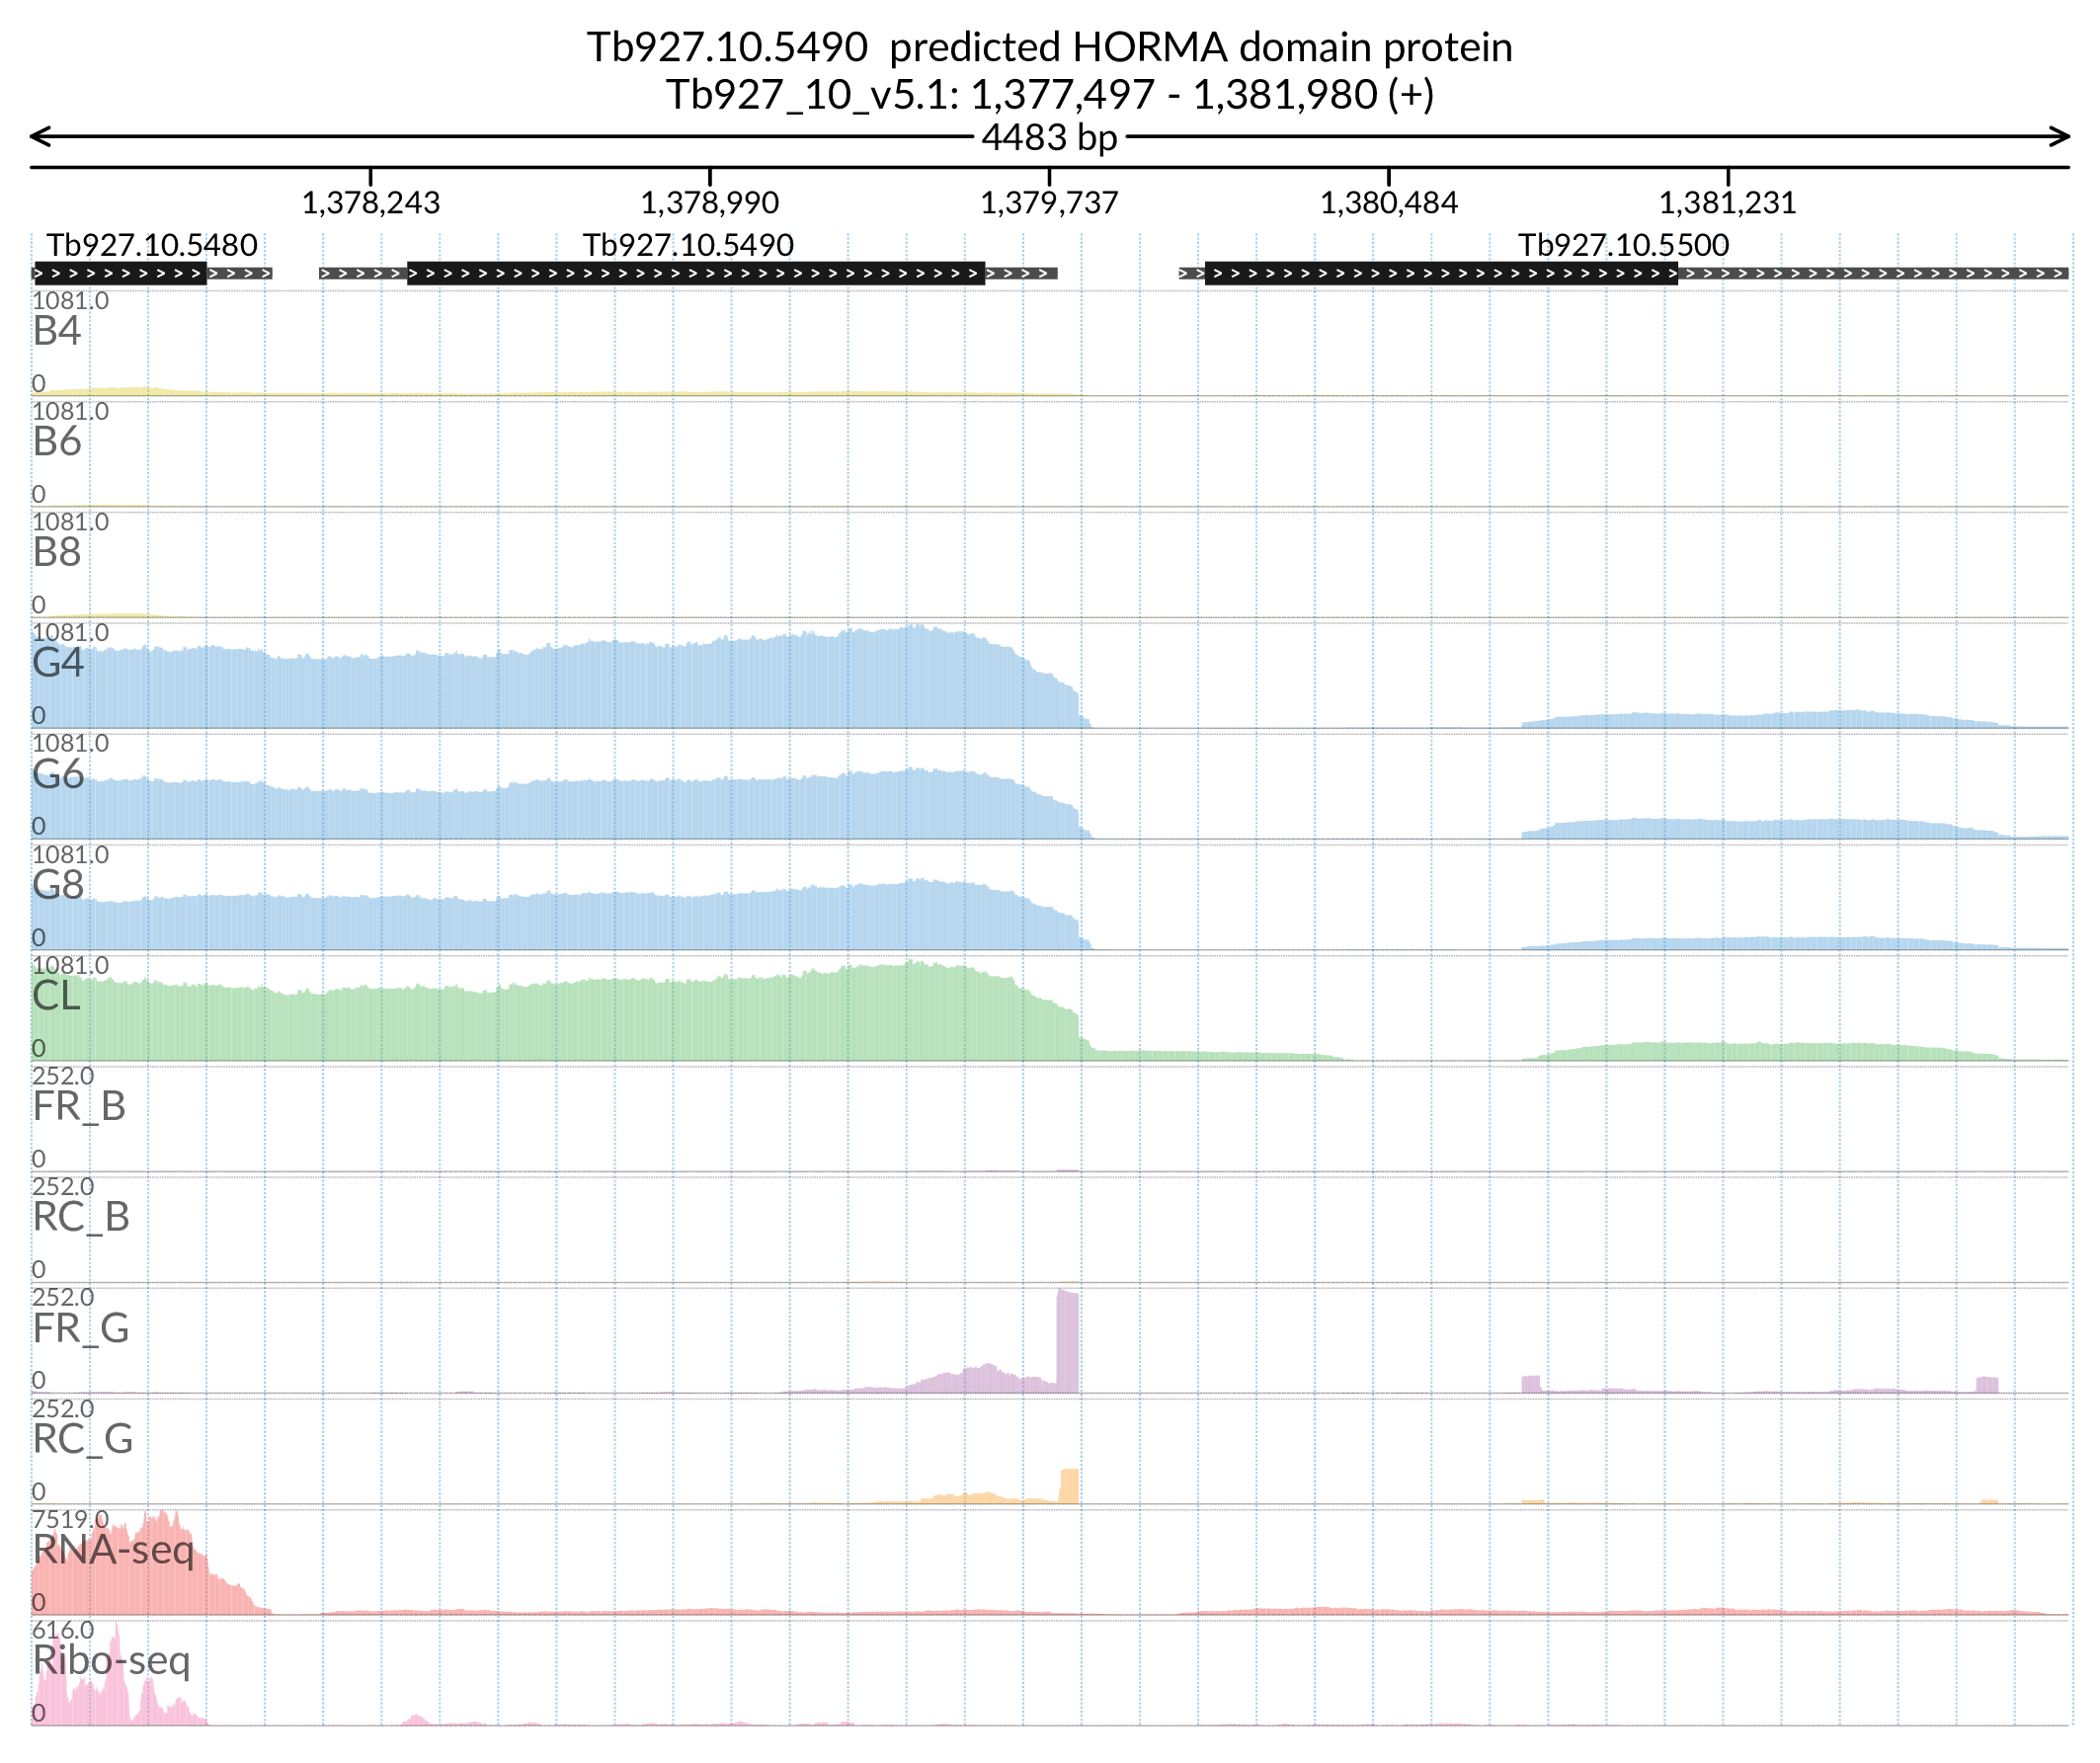 Tb927.10.5490  predicted HORMA domain protein
Tb927_10_v5.1: 1,377,497 - 1,381,980 (+)
4483 bp
1,378,243 1,378,990 1,379,737 1,380,484 1,381,231
Tb927.10.5480 Tb927.10.5490 Tb927.10.5500
1081.0
B4
0
1081.0
B6
0
1081.0
B8
0
1081.0
G4
0
1081.0
G6
0
1081.0
G8
0
1081.0
CL
0
252.0
FR_B
0
252.0
RC_B
0
252.0
FR_G
0
252.0
RC_G
0
7519.0
RNA-seq
0
616.0
Ribo-seq
0